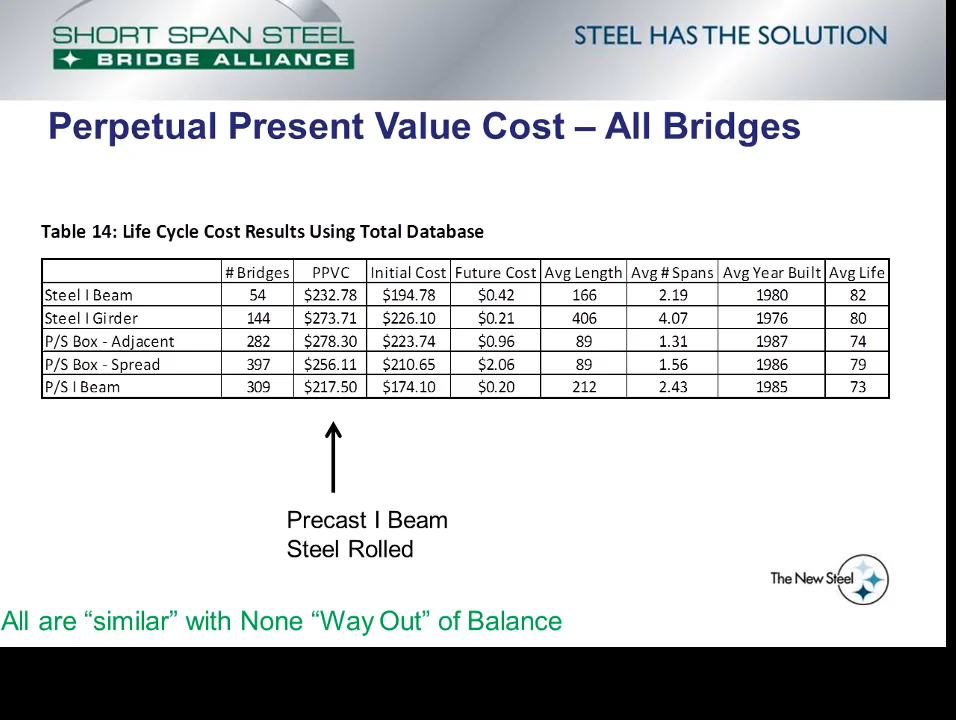 SHORT SPAN STEEL
BRIDGE ALLIANCE
STEEL HAS THE SOLUTION
Perpetual Present Value Cost – All Bridges
Table 14: Life Cycle Cost Results Using Total Database
# Bridges PPVC Initial Cost Future Cost Avg Length Avg # Spans Avg Year Built Avg Life
Steel I Beam 54 $232.78 $194.78 $0.42 166 2.19 1980 82
Steel I Girder 144 $273.71 $226.10 $0.21 406 4.07 1976 80
P/S Box - Adjacent 282 $278.30 $223.74 $0.96 89 1.31 1987 74
P/S Box - Spread 397 $256.11 $210.65 $2.06 89 1.56 1986 79
P/S I Beam 309 $217.50 $174.10 $0.20 212 2.43 1985 73
Precast I Beam
Steel Rolled
The New Steel
All are “similar” with None “Way Out” of Balance